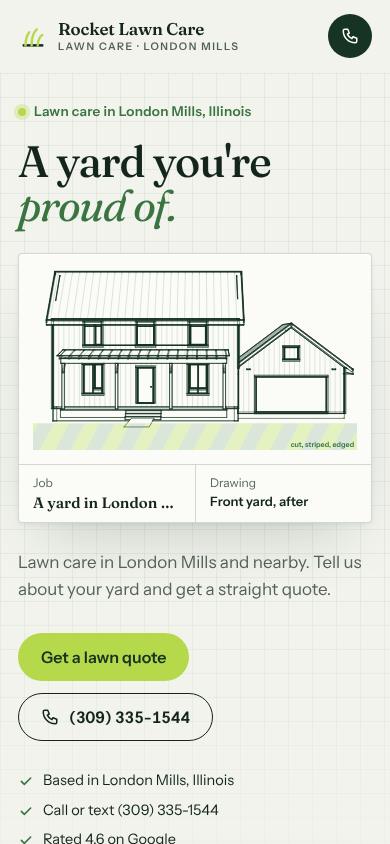 Rocket Lawn Care
LAWN CARE · LONDON MILLS
Lawn care in London Mills, Illinois
A yard you're
proud of.
cut, striped, edged
Job
A yard in London ...
Drawing
Front yard, after
Lawn care in London Mills and nearby. Tell us
about your yard and get a straight quote.
Get a lawn quote
(309) 335-1544
Based in London Mills, Illinois
Call or text (309) 335-1544
Rated 4.6 on Google